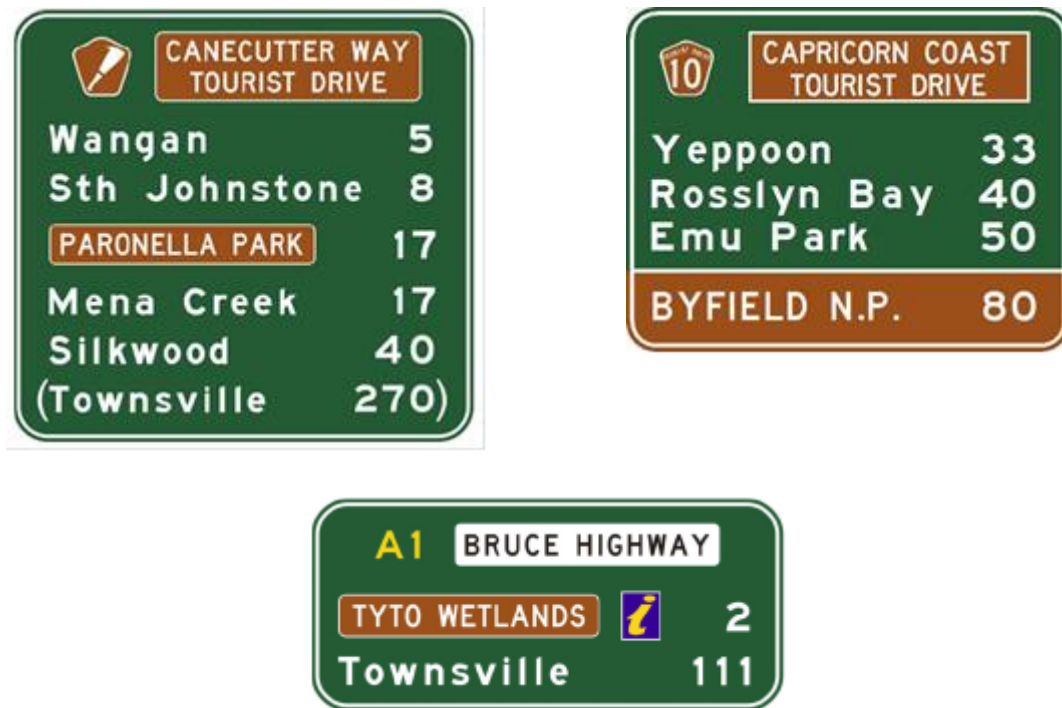 CANECUTTER WAY
TOURIST DRIVE
Wangan 5
Sth Johnstone 8
PARONELLA PARK 17
Mena Creek 17
Silkwood 40
(Townsville 270)
TOURIST DRIVE
10
CAPRICORN COAST
TOURIST DRIVE
Yeppoon 33
Rosslyn Bay 40
Emu Park 50
BYFIELD N.P. 80
A1 BRUCE HIGHWAY
TYTO WETLANDS i 2
Townsville 111